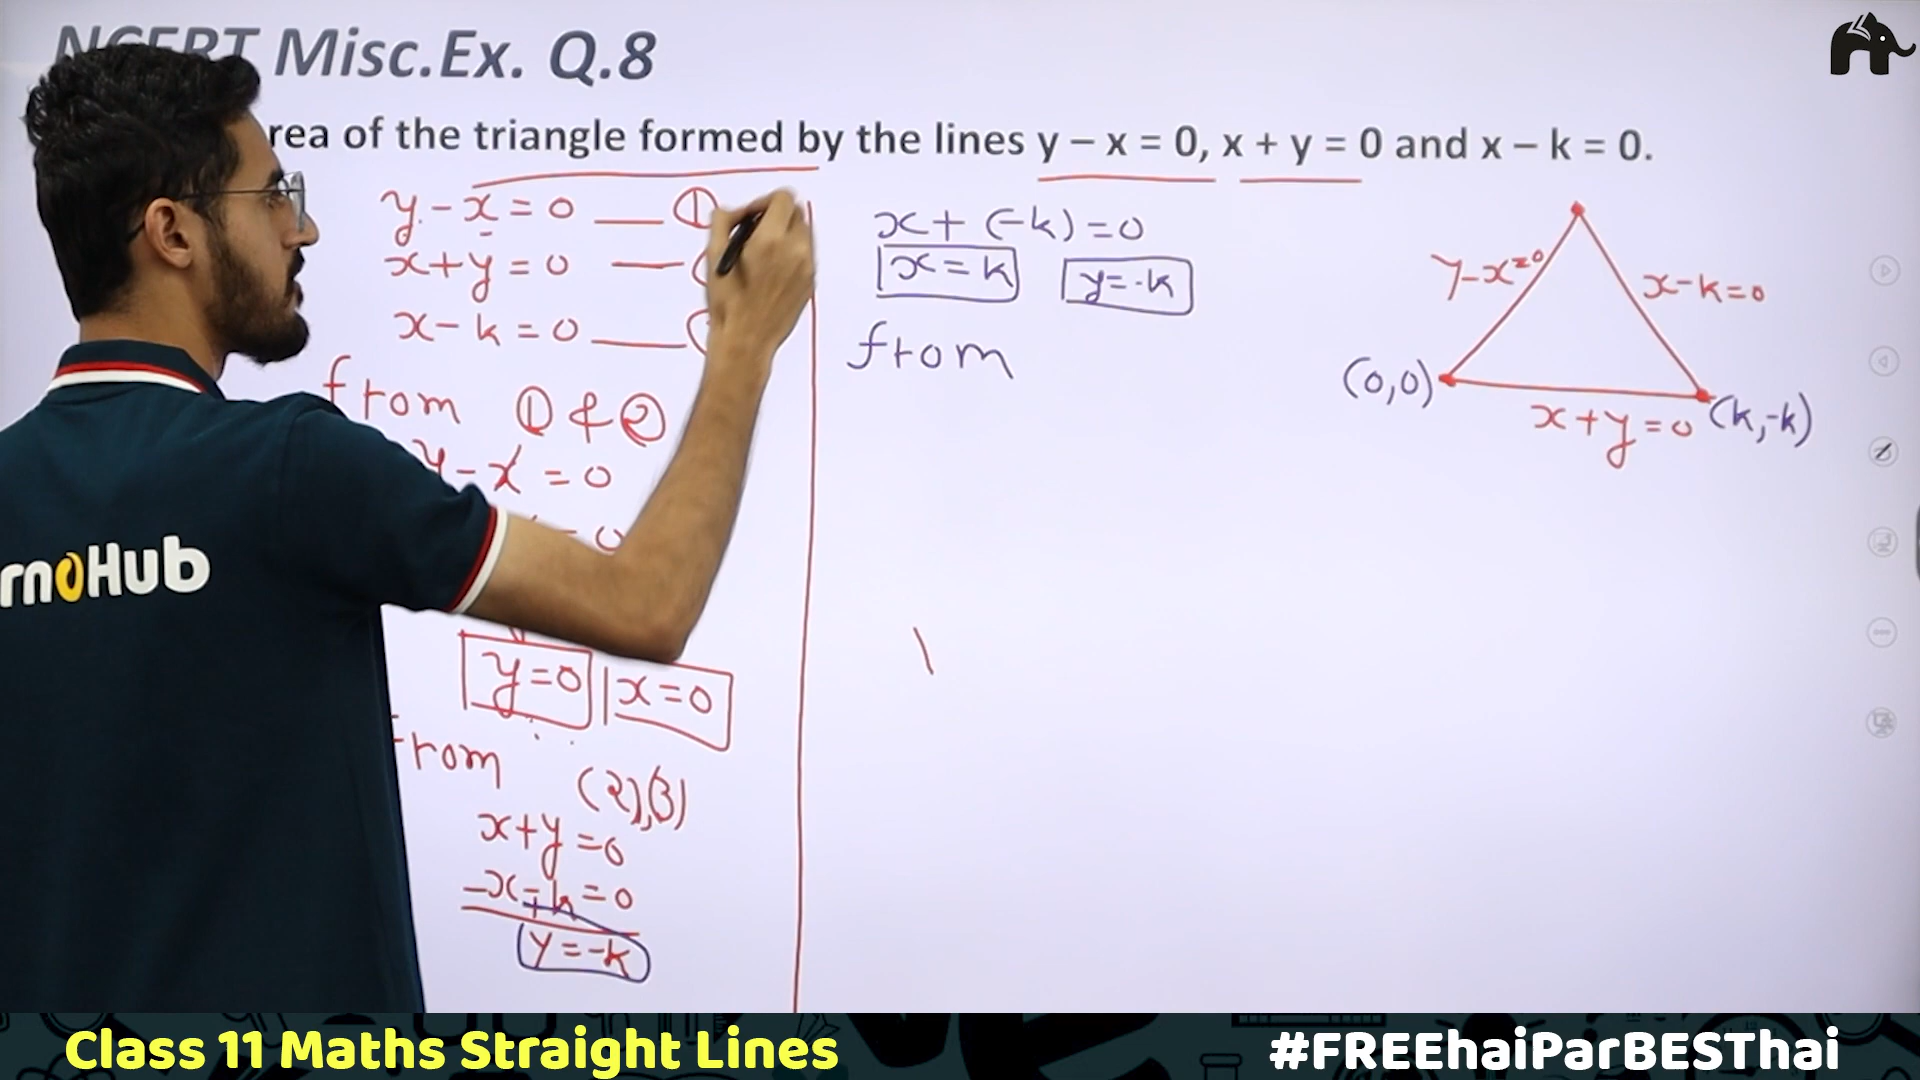 NCERT Misc.Ex. Q.8
rea of the triangle formed by the lines y – x = 0, x + y = 0 and x – k = 0.
y - x = 0 — ①
x + y = 0 —
x - k = 0 —
from ① & ②
y - x = 0
= 0
y = 0 | x = 0
from (2),(3)
x + y = 0
-x = k = 0
+
y = -k
x + (-k) = 0
x = k y = -k
from
y - x = 0
x - k = 0
(0,0)
x + y = 0
(k,-k)
rnoHub
Class 11 Maths Straight Lines
#FREEhaiParBESThai